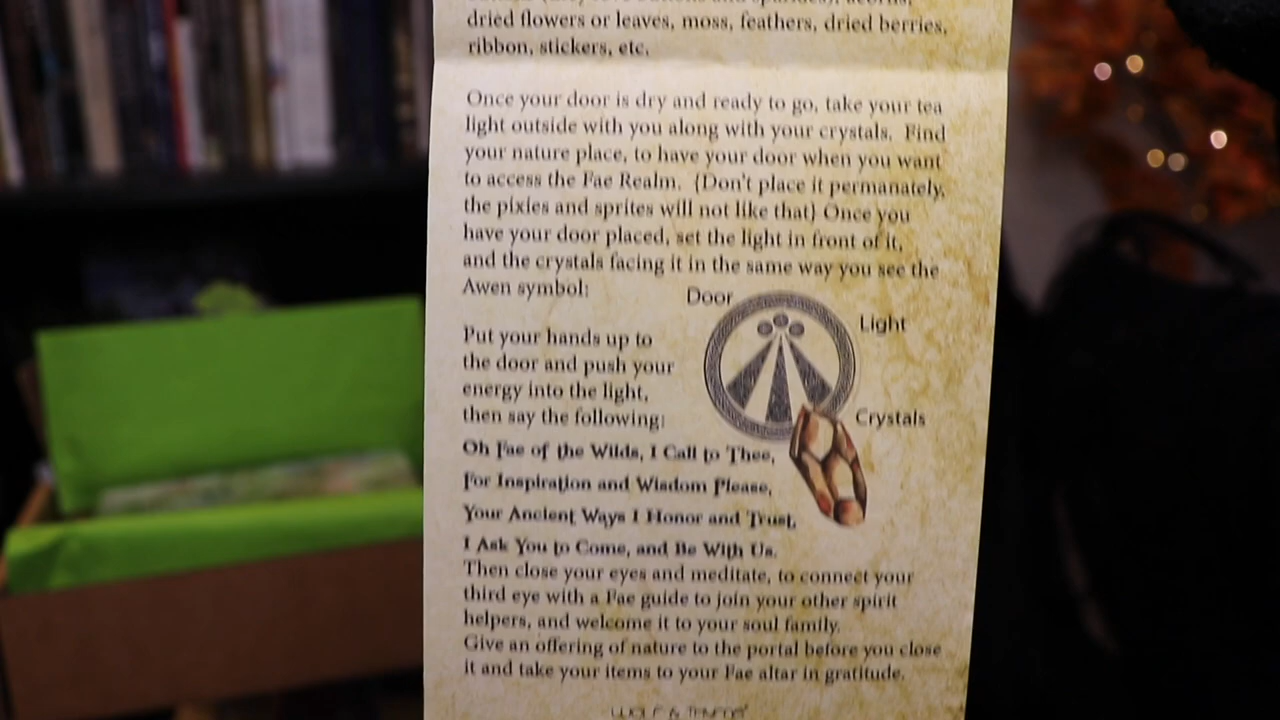 dried flowers or leaves, moss, feathers, dried berries,
ribbon, stickers, etc.
Once your door is dry and ready to go, take your tea
light outside with you along with your crystals. Find
your nature place, to have your door when you want
to access the Fae Realm. {Don't place it permanately,
the pixies and sprites will not like that} Once you
have your door placed, set the light in front of it,
and the crystals facing it in the same way you see the
Awen symbol:
Door
Light
Crystals
Put your hands up to
the door and push your
energy into the light,
then say the following:
Oh Fae of the Wilds, I Call to Thee,
For Inspiration and Wisdom Please,
Your Ancient Ways I Honor and Trust,
I Ask You to Come, and Be With Us.
Then close your eyes and meditate, to connect your
third eye with a Fae guide to join your other spirit
helpers, and welcome it to your soul family.
Give an offering of nature to the portal before you close
it and take your items to your Fae altar in gratitude.